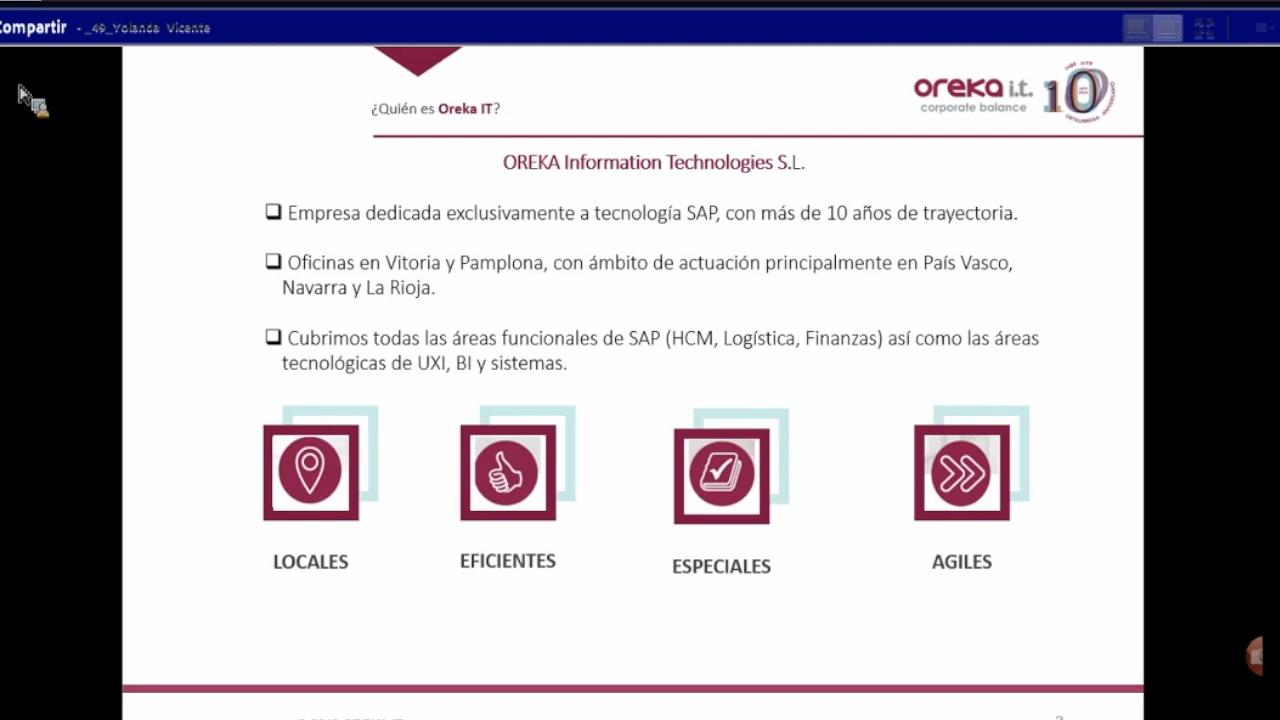 Compartir - _49_Yolanda Vicente
¿Quién es Oreka IT?
oreka i.t.
corporate balance
10
OREKA Information Technologies S.L.
❑ Empresa dedicada exclusivamente a tecnología SAP, con más de 10 años de trayectoria.
❑ Oficinas en Vitoria y Pamplona, con ámbito de actuación principalmente en País Vasco,
Navarra y La Rioja.
❑ Cubrimos todas las áreas funcionales de SAP (HCM, Logística, Finanzas) así como las áreas
tecnológicas de UXI, BI y sistemas.
LOCALES
EFICIENTES
ESPECIALES
AGILES